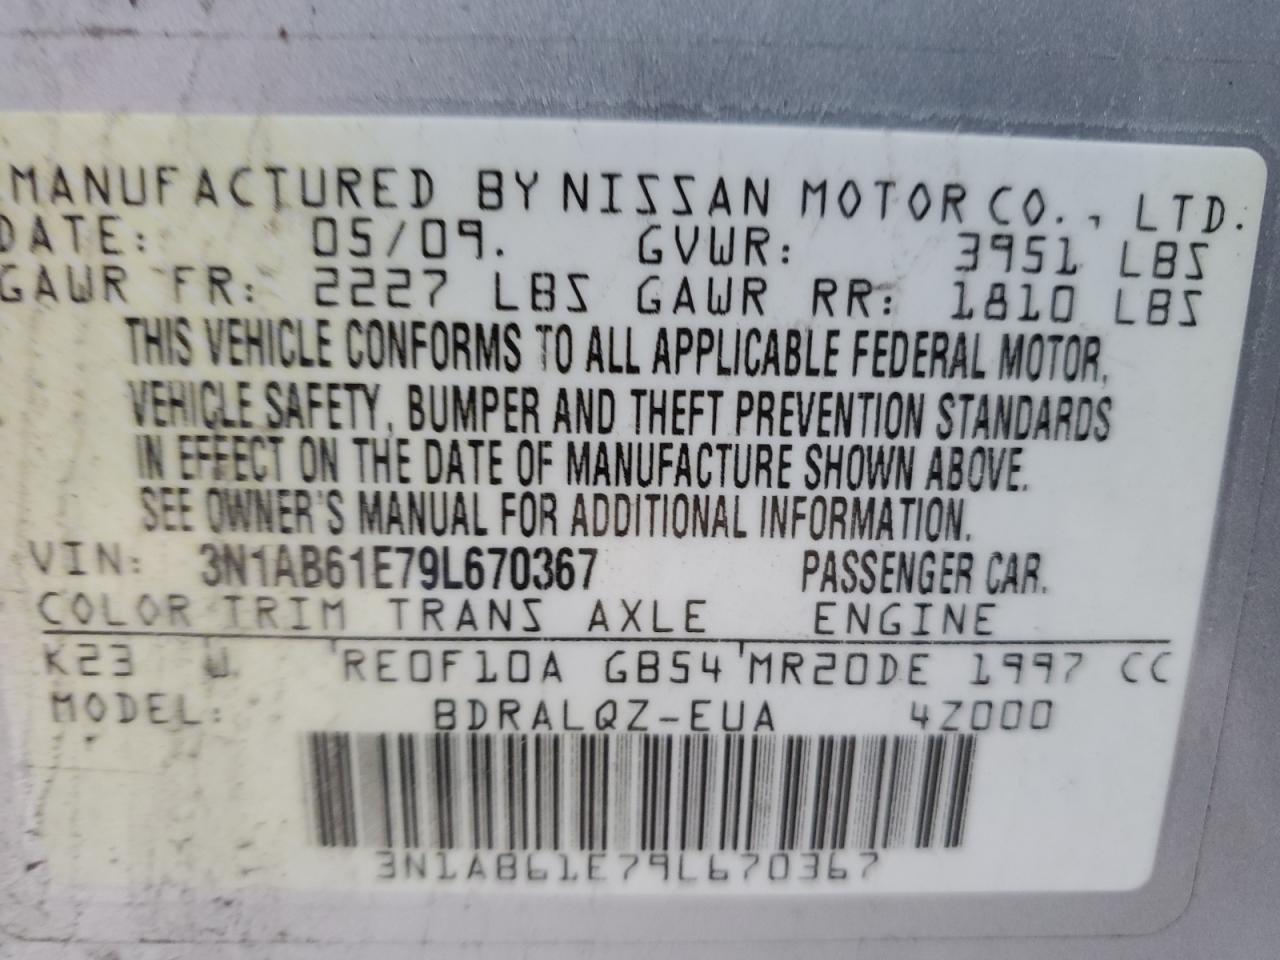 MANUFACTURED BY NISSAN MOTOR CO., LTD.
DATE: 05/09. GVWR: 3951 LBS
GAWR FR: 2227 LBS GAWR RR: 1810 LBS
THIS VEHICLE CONFORMS TO ALL APPLICABLE FEDERAL MOTOR,
VEHICLE SAFETY, BUMPER AND THEFT PREVENTION STANDARDS
IN EFFECT ON THE DATE OF MANUFACTURE SHOWN ABOVE.
SEE OWNER'S MANUAL FOR ADDITIONAL INFORMATION.
VIN: 3N1AB61E79L670367 PASSENGER CAR.
COLOR TRIM TRANS AXLE ENGINE
K23 W RE0F10A GB54 MR20DE 1997 CC
MODEL: BDRALQZ-EUA 4Z000
3N1AB61E79L670367